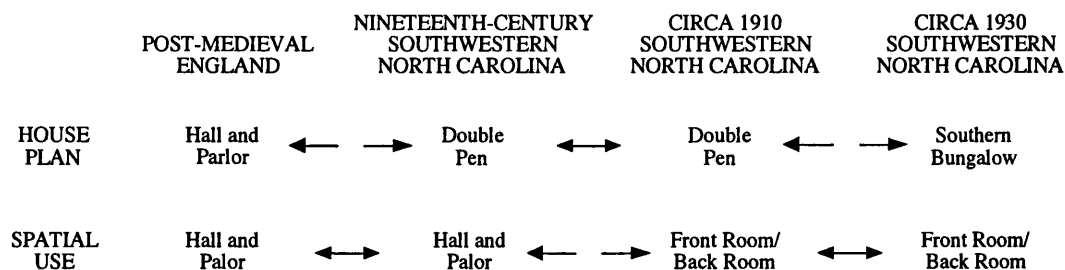 POST-MEDIEVAL
ENGLAND
NINETEENTH-CENTURY
SOUTHWESTERN
NORTH CAROLINA
CIRCA 1910
SOUTHWESTERN
NORTH CAROLINA
CIRCA 1930
SOUTHWESTERN
NORTH CAROLINA
HOUSE
PLAN
Hall and
Parlor
Double
Pen
Double
Pen
Southern
Bungalow
SPATIAL
USE
Hall and
Palor
Hall and
Palor
Front Room/
Back Room
Front Room/
Back Room